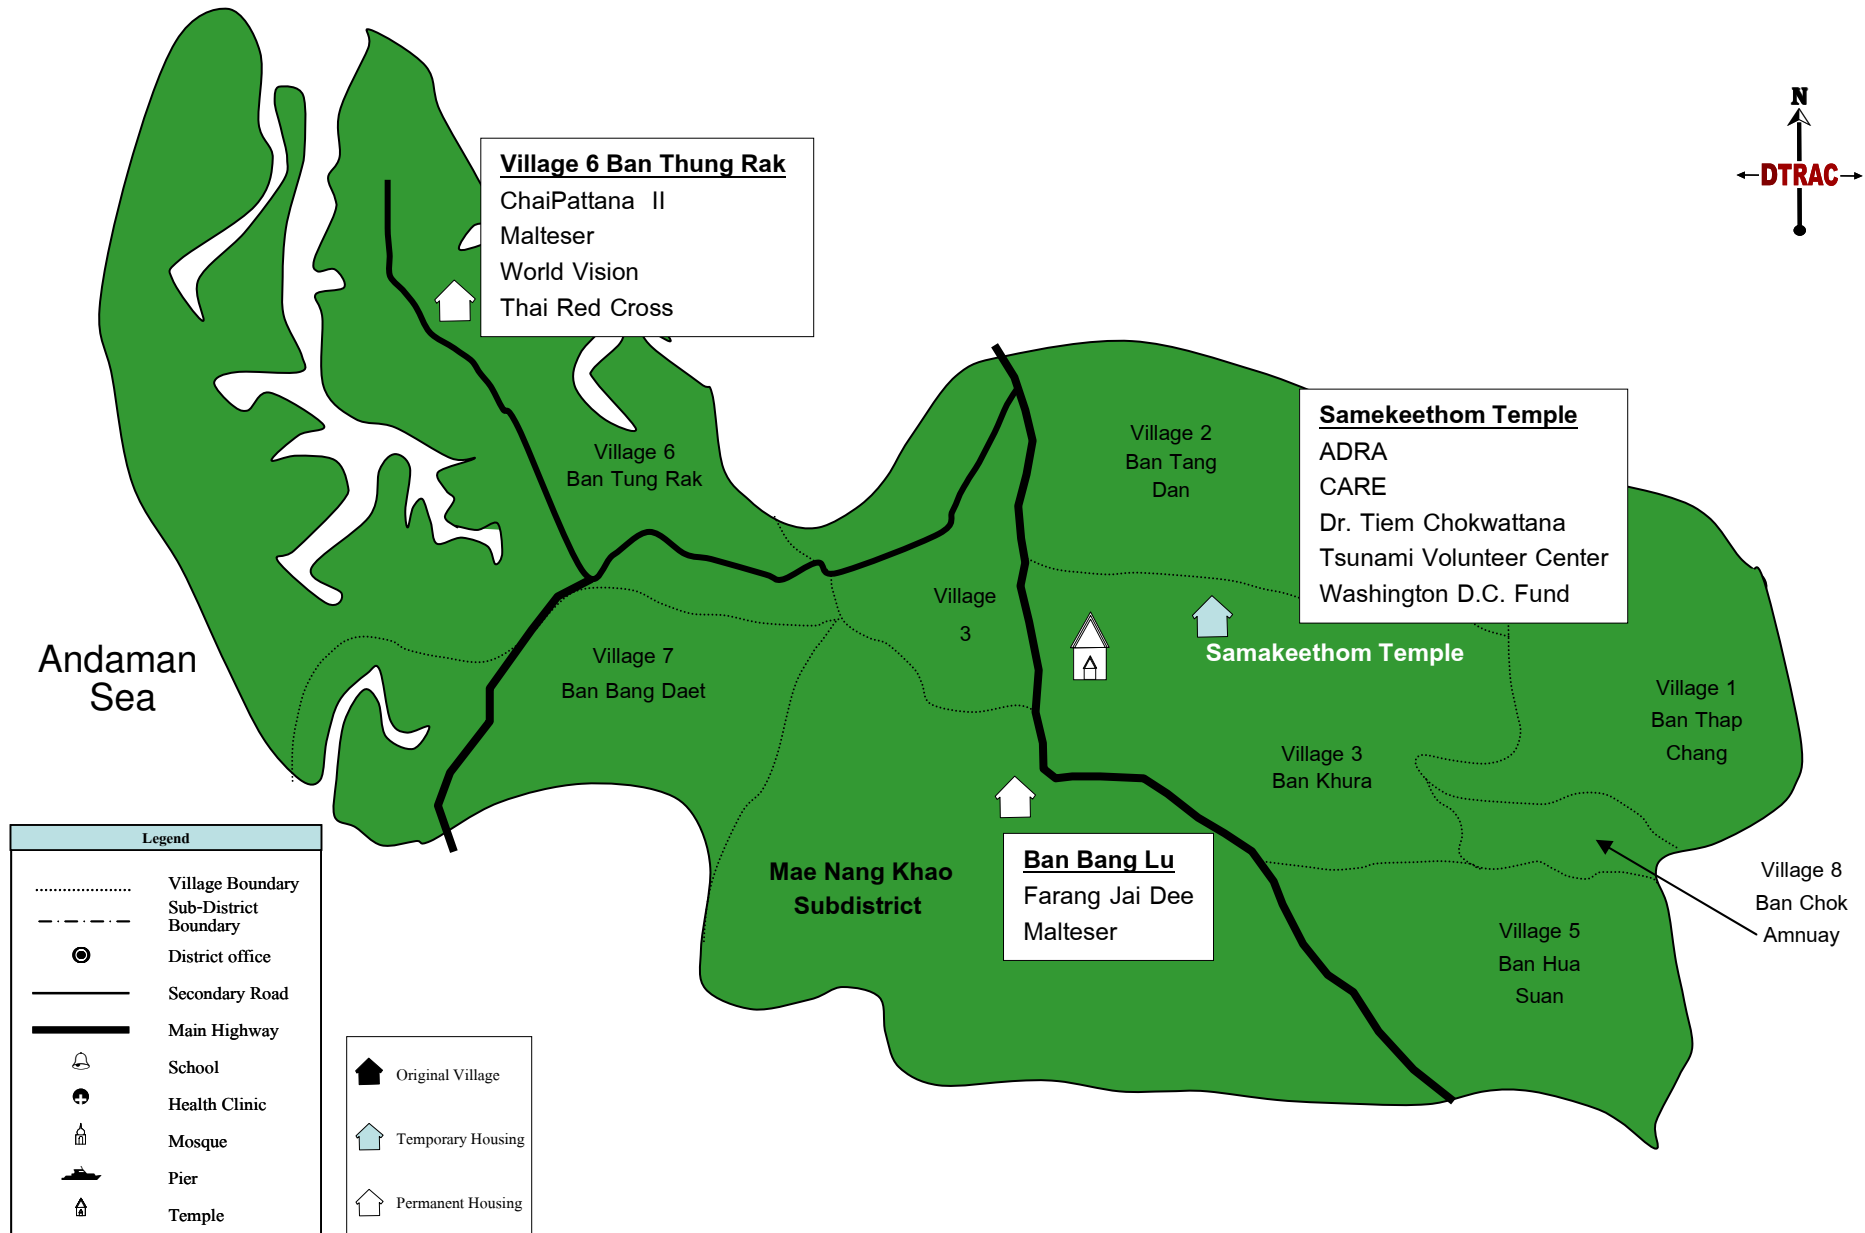 N
DTRAC
Village 6 Ban Thung Rak
ChaiPattana II
Malteser
World Vision
Thai Red Cross
Samekeethom Temple
ADRA
CARE
Dr. Tiem Chokwattana
Tsunami Volunteer Center
Washington D.C. Fund
Village 6
Ban Tung Rak
Village 2
Ban Tang
Dan
Village
3
Samakeethom Temple
Andaman
Sea
Village 7
Ban Bang Daet
Village 1
Ban Thap
Chang
Village 3
Ban Khura
Mae Nang Khao
Subdistrict
Ban Bang Lu
Farang Jai Dee
Malteser
Village 8
Ban Chok
Amnuay
Village 5
Ban Hua
Suan
Legend
Village Boundary
Sub-District
Boundary
District office
Secondary Road
Main Highway
School
Health Clinic
Mosque
Pier
Temple
Original Village
Temporary Housing
Permanent Housing